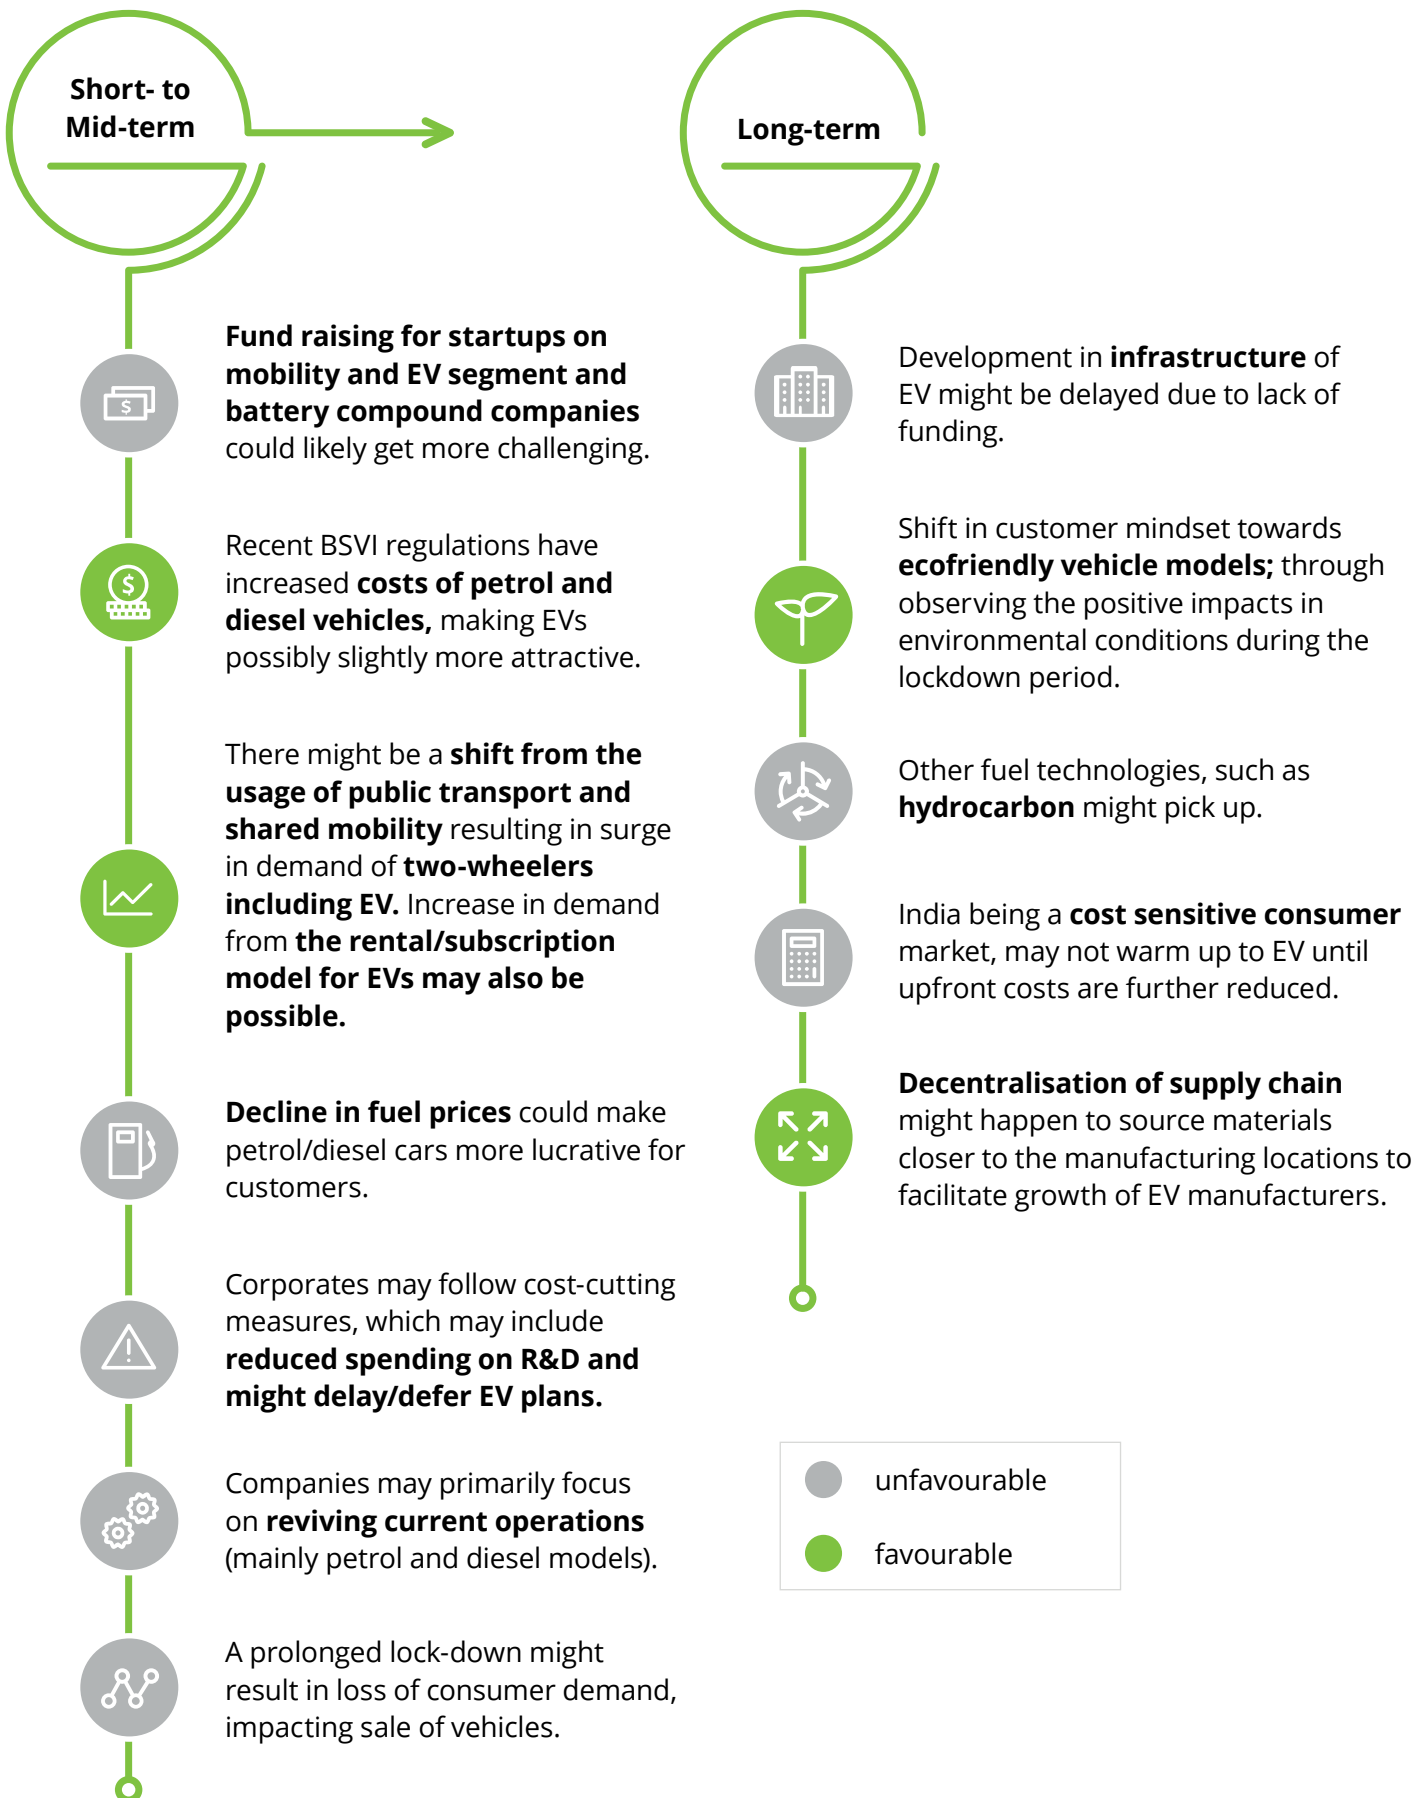 Short- to
Mid-term
Fund raising for startups on
mobility and EV segment and
battery compound companies
could likely get more challenging.
Recent BSVI regulations have
increased costs of petrol and
diesel vehicles, making EVs
possibly slightly more attractive.
There might be a shift from the
usage of public transport and
shared mobility resulting in surge
in demand of two-wheelers
including EV. Increase in demand
from the rental/subscription
model for EVs may also be
possible.
Decline in fuel prices could make
petrol/diesel cars more lucrative for
customers.
Corporates may follow cost-cutting
measures, which may include
reduced spending on R&D and
might delay/defer EV plans.
Companies may primarily focus
on reviving current operations
(mainly petrol and diesel models).
A prolonged lock-down might
result in loss of consumer demand,
impacting sale of vehicles.
Long-term
Development in infrastructure of
EV might be delayed due to lack of
funding.
Shift in customer mindset towards
ecofriendly vehicle models; through
observing the positive impacts in
environmental conditions during the
lockdown period.
Other fuel technologies, such as
hydrocarbon might pick up.
India being a cost sensitive consumer
market, may not warm up to EV until
upfront costs are further reduced.
Decentralisation of supply chain
might happen to source materials
closer to the manufacturing locations to
facilitate growth of EV manufacturers.
unfavourable
favourable